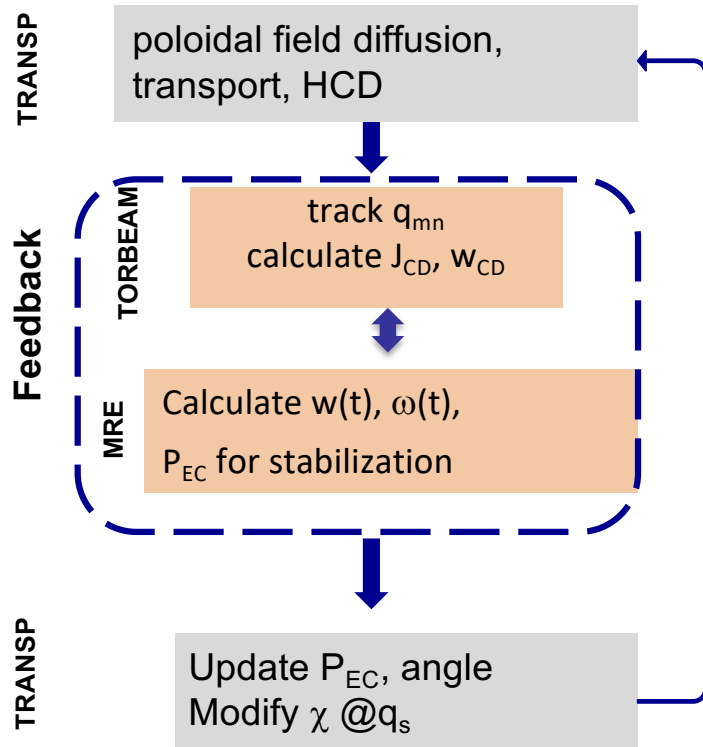 TRANSP
poloidal field diffusion,
transport, HCD
Feedback
TORBEAM
track qmn
calculate JCD, wCD
MRE
Calculate w(t), ω(t),
PEC for stabilization
TRANSP
Update PEC, angle
Modify χ @qs